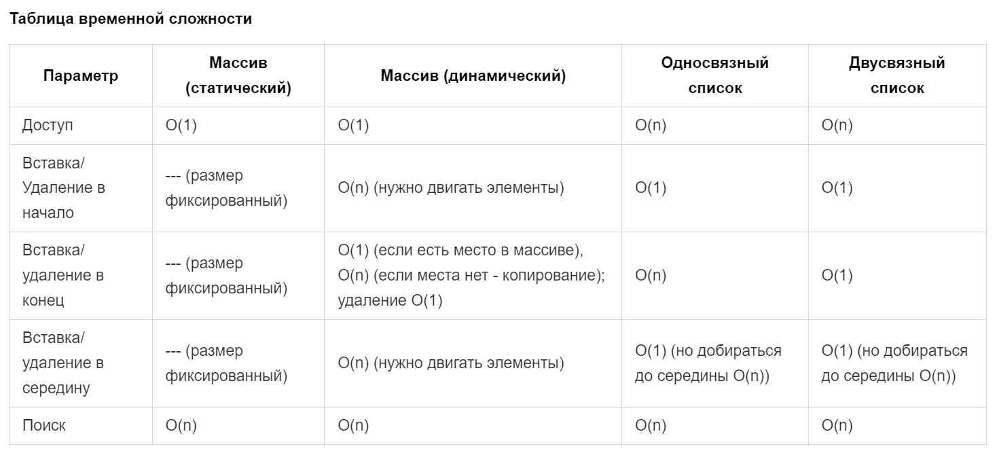 Таблица временной сложности
Параметр
Массив
(статический)
Массив (динамический)
Односвязный
список
Двусвязный
список
Доступ
O(1)
O(1)
O(n)
O(n)
Вставка/
Удаление в
начало
--- (размер
фиксированный)
O(n) (нужно двигать элементы)
O(1)
O(1)
Вставка/
удаление в
конец
--- (размер
фиксированный)
O(1) (если есть место в массиве),
O(n) (если места нет - копирование);
удаление O(1)
O(n)
O(1)
Вставка/
удаление в
середину
--- (размер
фиксированный)
O(n) (нужно двигать элементы)
O(1) (но добираться
до середины O(n))
O(1) (но добираться
до середины O(n))
Поиск
O(n)
O(n)
O(n)
O(n)